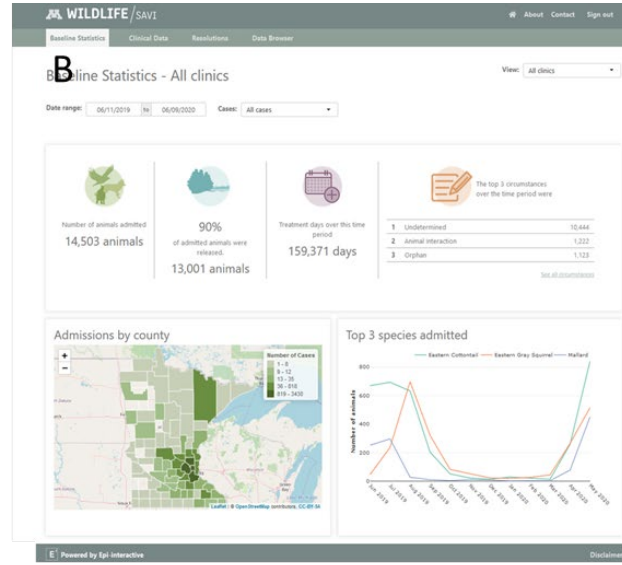 WILDLIFE/SAVI
About Contact Sign out
Baseline Statistics Clinical Data Resolutions Data Browser
B
Baseline Statistics - All clinics
View: All clinics
Date range: 06/11/2019 to 06/09/2020 Cases: All cases
Number of animals admitted
14,503 animals
90%
of admitted animals were
released.
13,001 animals
Treatment days over this time
period
159,371 days
The top 3 circumstances
over the time period were
1 Undetermined 10,444
2 Animal interaction 1,222
3 Orphan 1,123
See all circumstances
Admissions by county
+
−
Number of Cases
1 - 8
9 - 12
13 - 35
36 - 818
819 - 3430
Leaflet | © OpenStreetMap contributors, CC-BY-SA
Top 3 species admitted
Eastern Cottontail Eastern Gray Squirrel Mallard
Number of animals
800
600
400
200
0
Jun 2019 Jul 2019 Aug 2019 Sep 2019 Oct 2019 Nov 2019 Dec 2019 Jan 2020 Feb 2020 Mar 2020 Apr 2020 May 2020
E Powered by Epi-interactive
Disclaimer